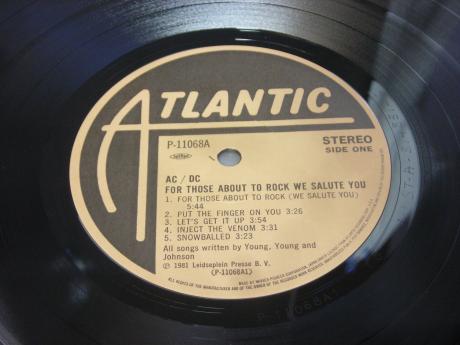 ATLANTIC
P-11068A
STEREO
SIDE ONE
AC / DC
FOR THOSE ABOUT TO ROCK WE SALUTE YOU
1. FOR THOSE ABOUT TO ROCK (WE SALUTE YOU)
5:44
2. PUT THE FINGER ON YOU 3:26
3. LET'S GET IT UP 3:54
4. INJECT THE VENOM 3:31
5. SNOWBALLED 3:23
All songs written by Young, Young and
Johnson
℗ 1981 Leidseplein Presse B. V.
(P-11068A1)
P-11068A